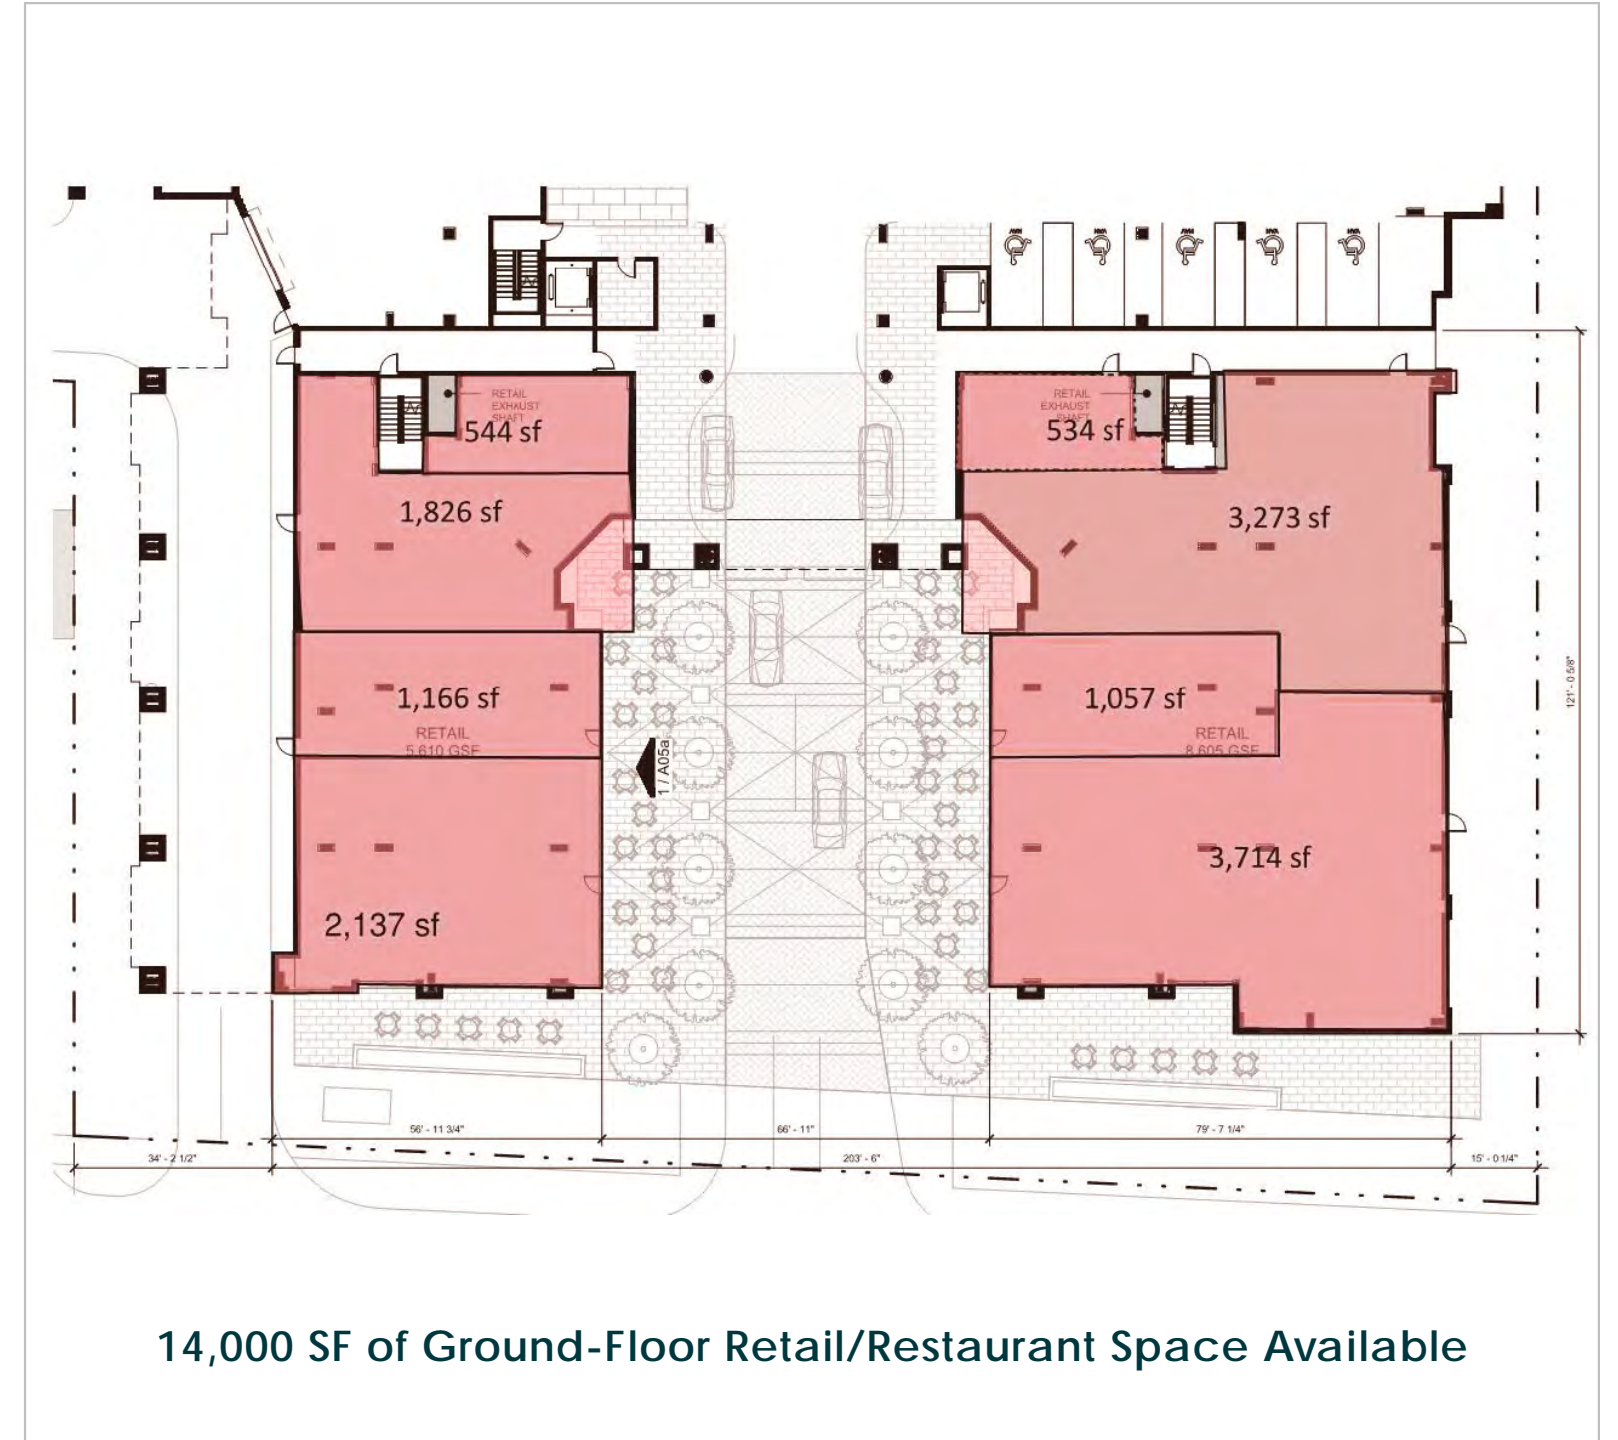 RETAIL
EXHAUST
SHAFT
544 sf
RETAIL
EXHAUST
SHAFT
534 sf
1,826 sf
3,273 sf
1,166 sf
RETAIL
5,610 GSF
1,057 sf
RETAIL
8,605 GSF
1 / A05a
121' - 0 5/8"
3,714 sf
2,137 sf
56' - 11 3/4"
66' - 11"
79' - 7 1/4"
34' - 2 1/2"
203' - 6"
15' - 0 1/4"
14,000 SF of Ground-Floor Retail/Restaurant Space Available